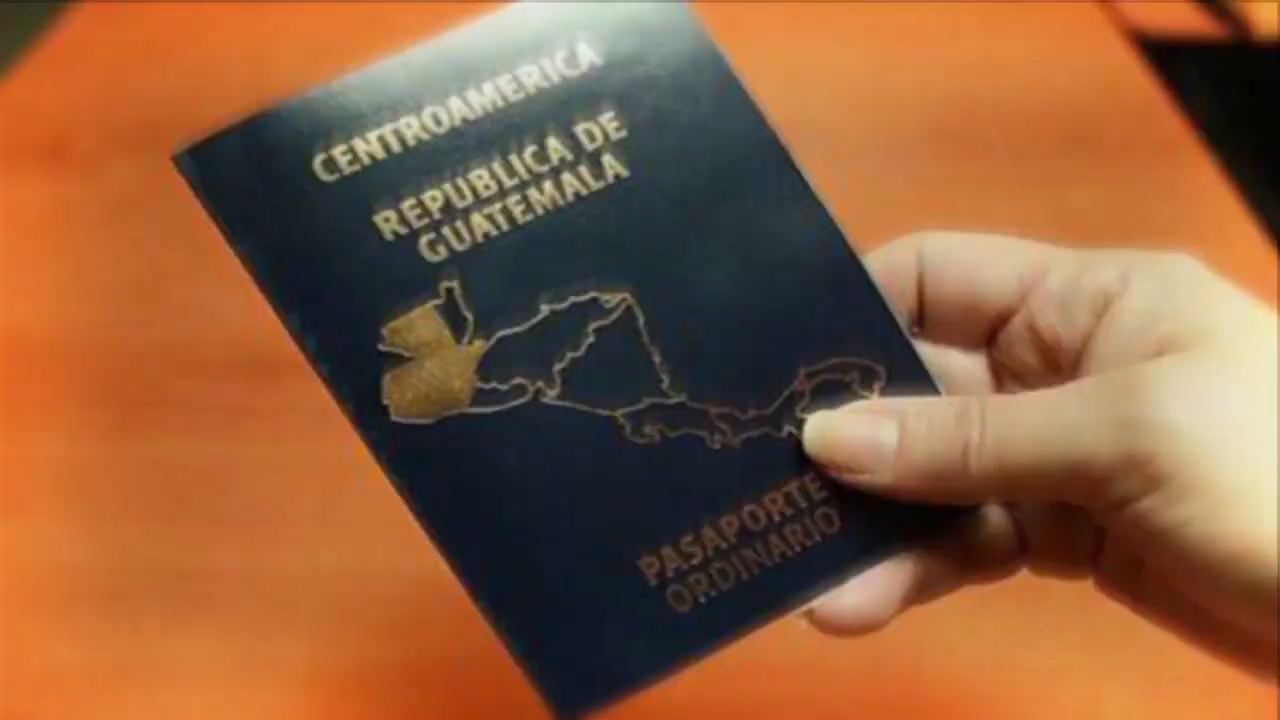 CENTROAMERICA
REPUBLICA DE
GUATEMALA
PASAPORTE
ORDINARIO